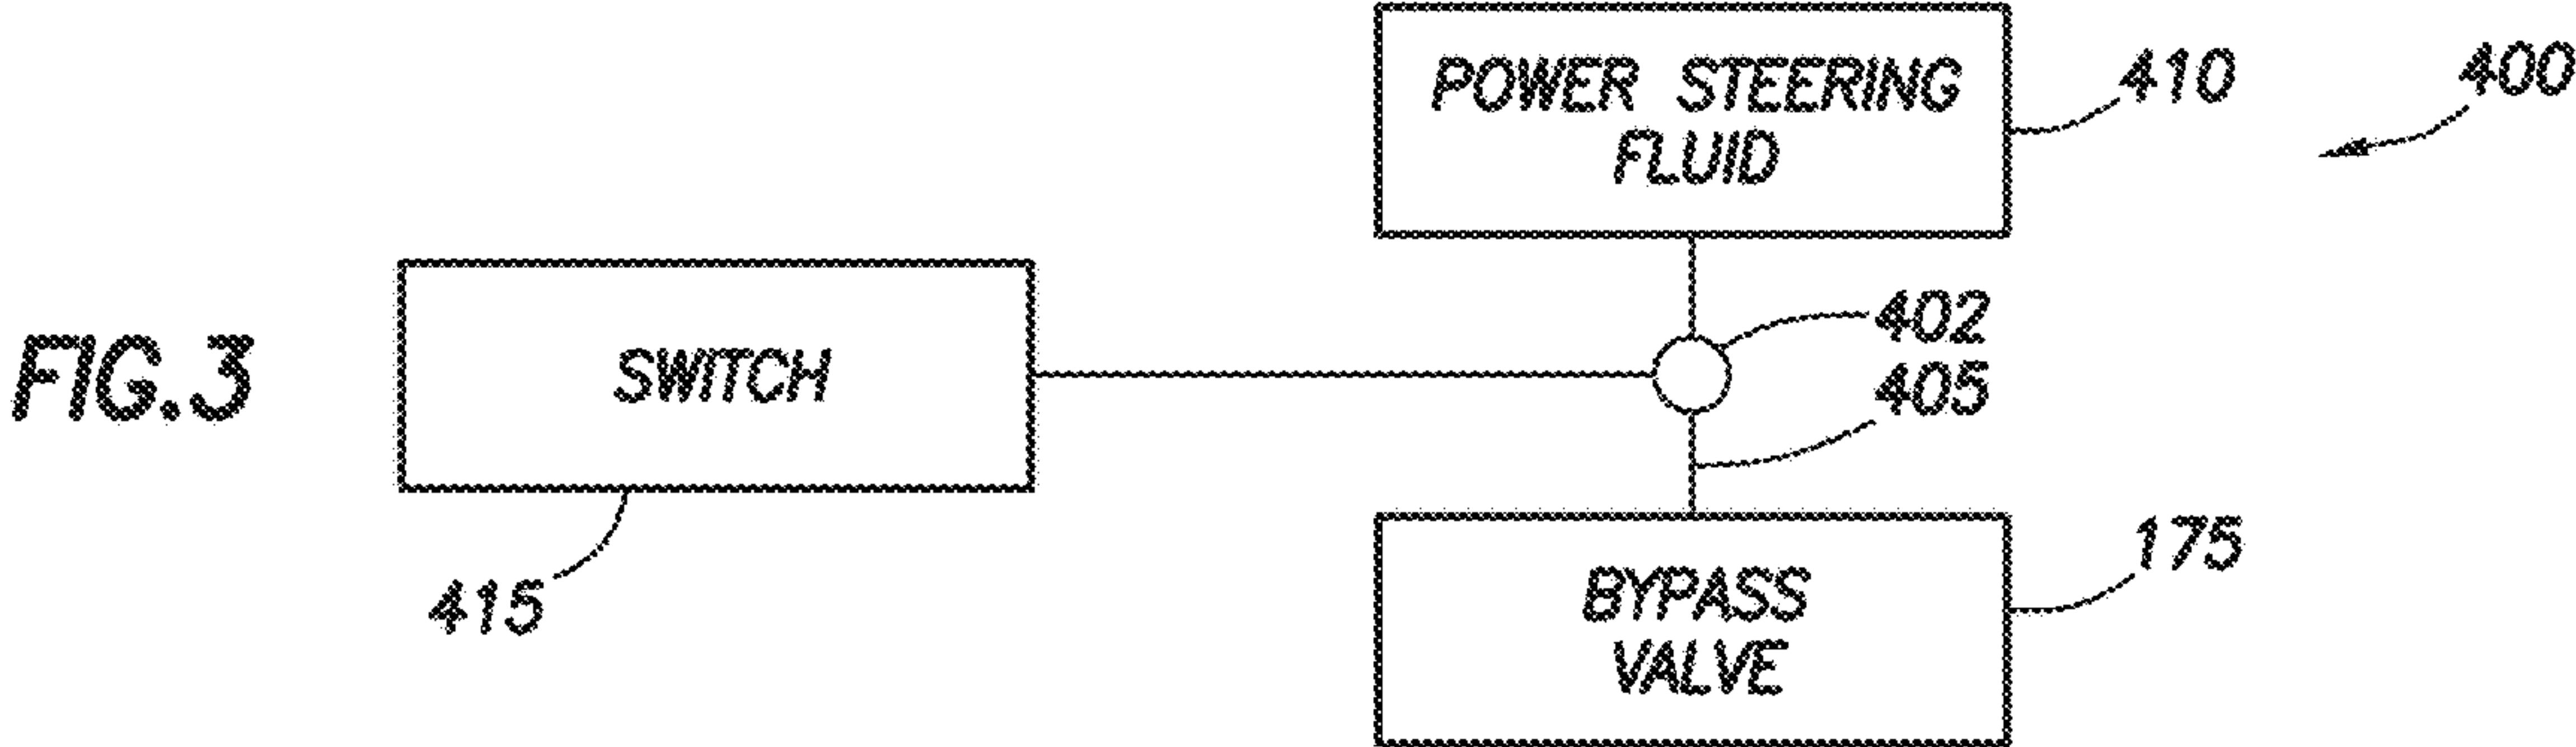 POWER STEERING
FLUID
410
400
402
405
FIG.3
SWITCH
415
BYPASS
VALVE
175